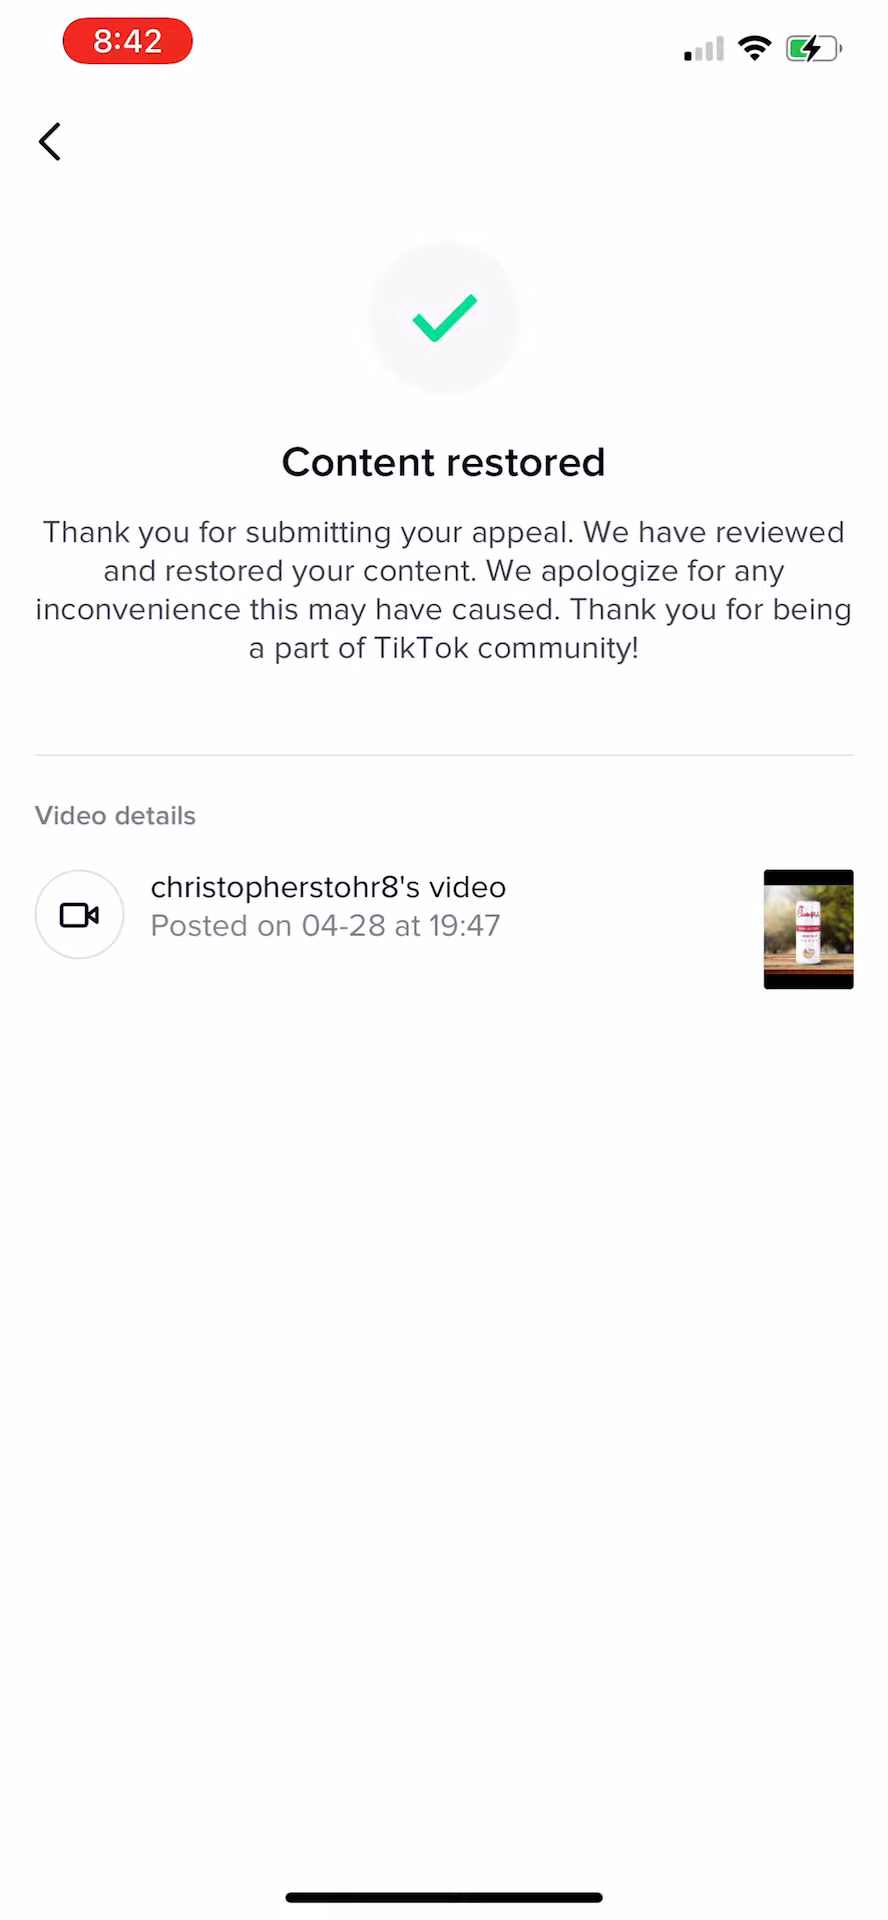 8:42
Content restored
Thank you for submitting your appeal. We have reviewed
and restored your content. We apologize for any
inconvenience this may have caused. Thank you for being
a part of TikTok community!
Video details
christopherstohr8's video
Posted on 04-28 at 19:47